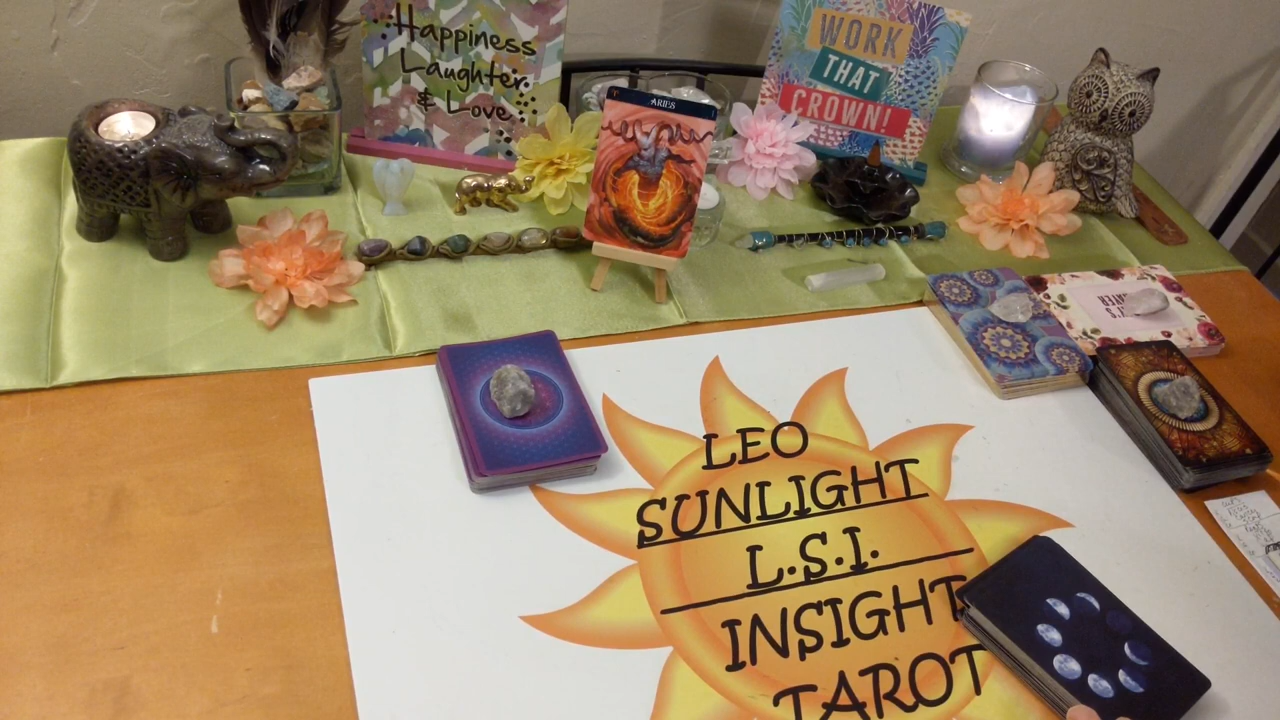 Happiness
Laughter
& Love
WORK
THAT
CROWN!
ARIES
LEO
SUNLIGHT
L.S.I.
INSIGHT
TAROT